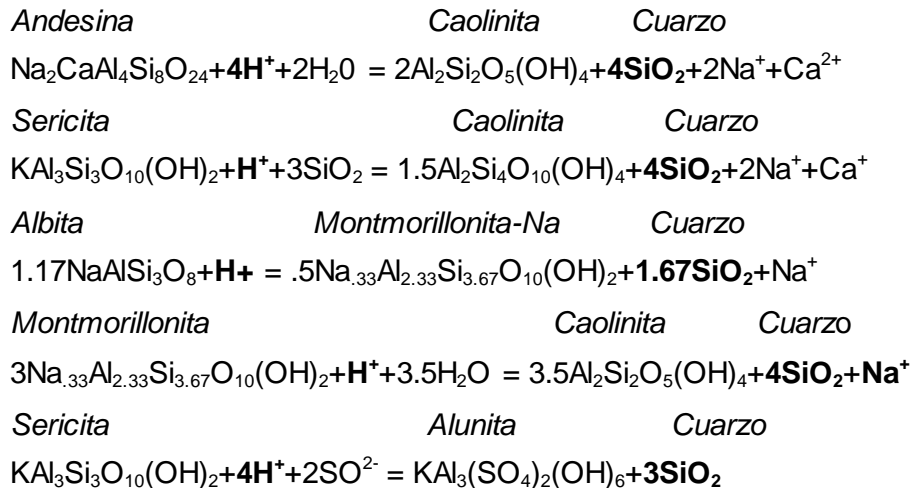 Andesina Caolinita Cuarzo
Na₂CaAl₄Si₈O₂₄+4H⁺+2H₂0 = 2Al₂Si₂O₅(OH)₄+4SiO₂+2Na⁺+Ca²⁺
Sericita Caolinita Cuarzo
KAl₃Si₃O₁₀(OH)₂+H⁺+3SiO₂ = 1.5Al₂Si₄O₁₀(OH)₄+4SiO₂+2Na⁺+Ca⁺
Albita Montmorillonita-Na Cuarzo
1.17NaAlSi₃O₈+H+ = .5Na.₃₃Al₂.₃₃Si₃.₆₇O₁₀(OH)₂+1.67SiO₂+Na⁺
Montmorillonita Caolinita Cuarzo
3Na.₃₃Al₂.₃₃Si₃.₆₇O₁₀(OH)₂+H⁺+3.5H₂O = 3.5Al₂Si₂O₅(OH)₄+4SiO₂+Na⁺
Sericita Alunita Cuarzo
KAl₃Si₃O₁₀(OH)₂+4H⁺+2SO²⁻ = KAl₃(SO₄)₂(OH)₆+3SiO₂